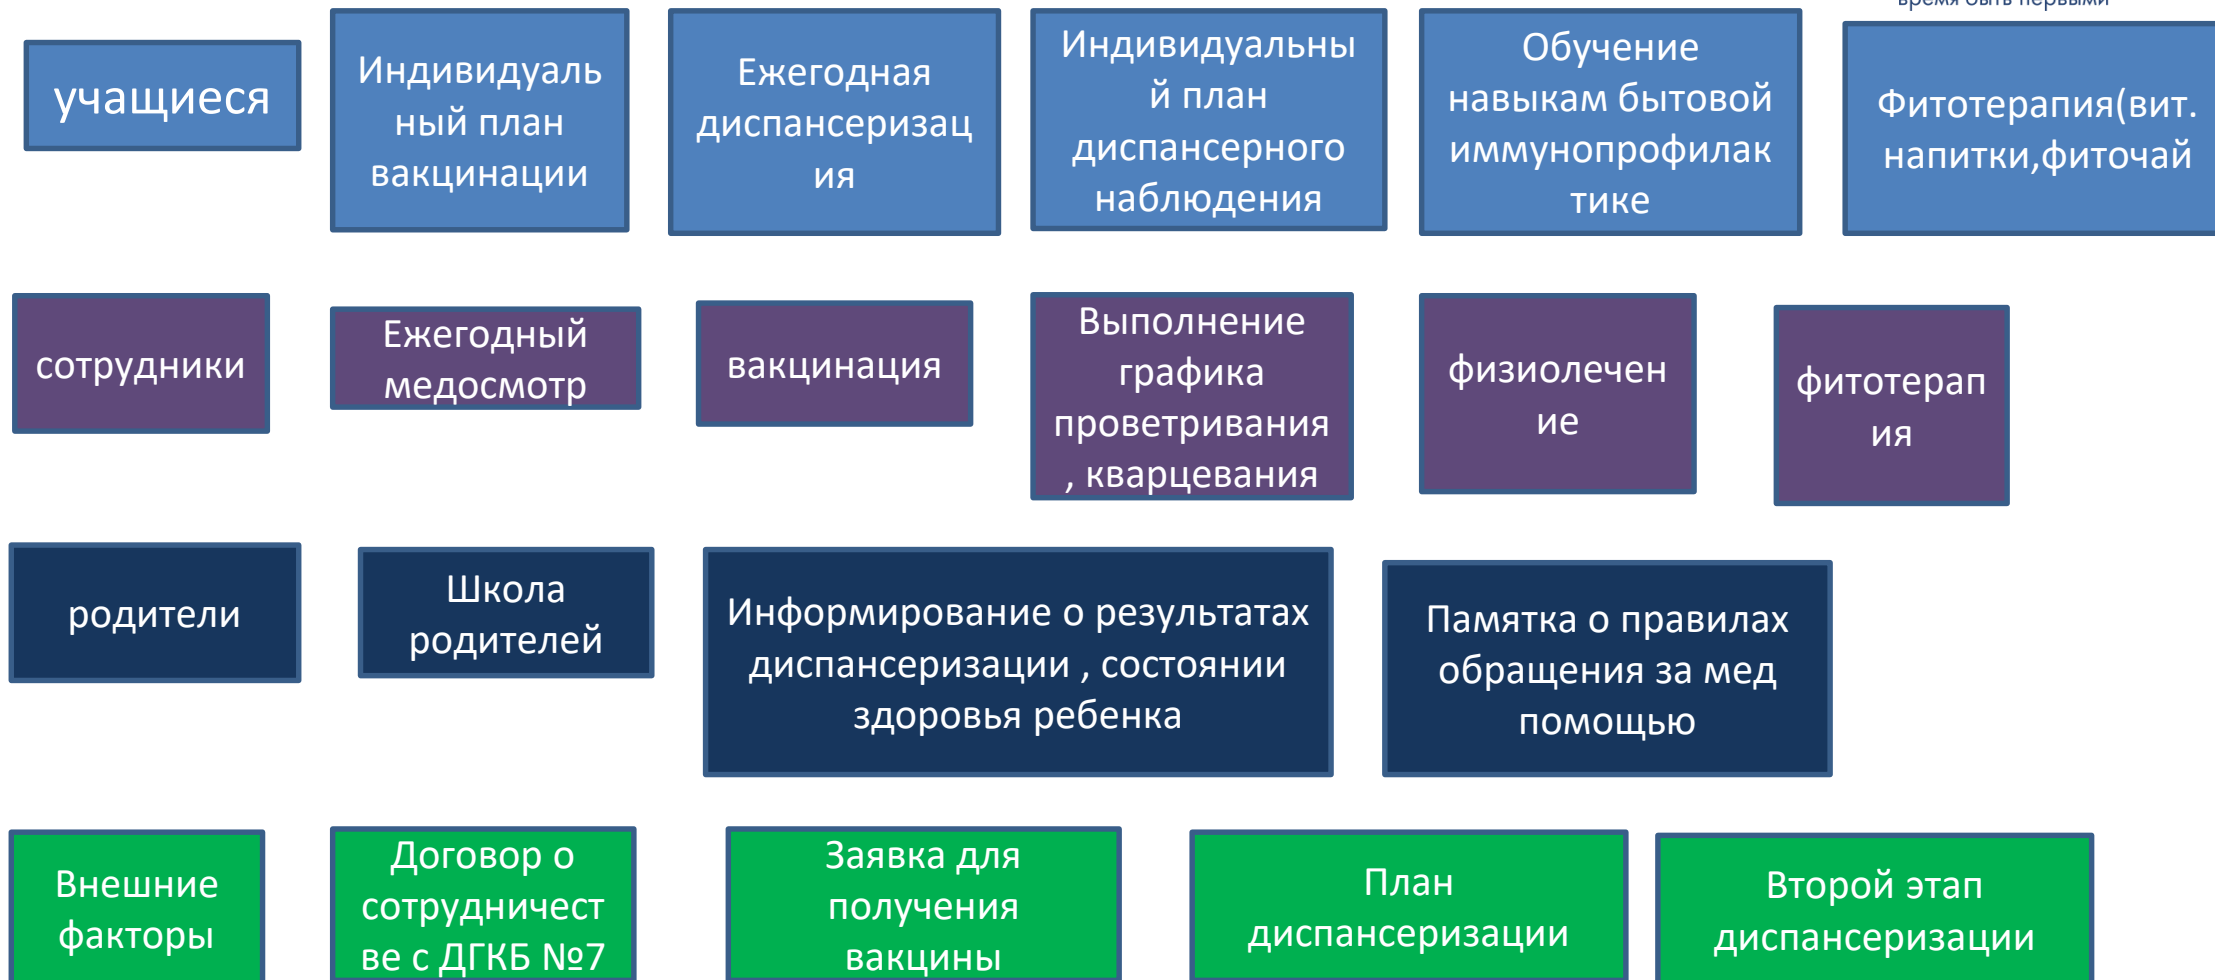 время быть первыми
учащиеся
Индивидуаль
ный план
вакцинации
Ежегодная
диспансеризац
ия
Индивидуальны
й план
диспансерного
наблюдения
Обучение
навыкам бытовой
иммунопрофилак
тике
Фитотерапия(вит.
напитки,фиточай
сотрудники
Ежегодный
медосмотр
вакцинация
Выполнение
графика
проветривания
, кварцевания
физиолечен
ие
фитотерап
ия
родители
Школа
родителей
Информирование о результатах
диспансеризации , состоянии
здоровья ребенка
Памятка о правилах
обращения за мед
помощью
Внешние
факторы
Договор о
сотрудничест
ве с ДГКБ №7
Заявка для
получения
вакцины
План
диспансеризации
Второй этап
диспансеризации